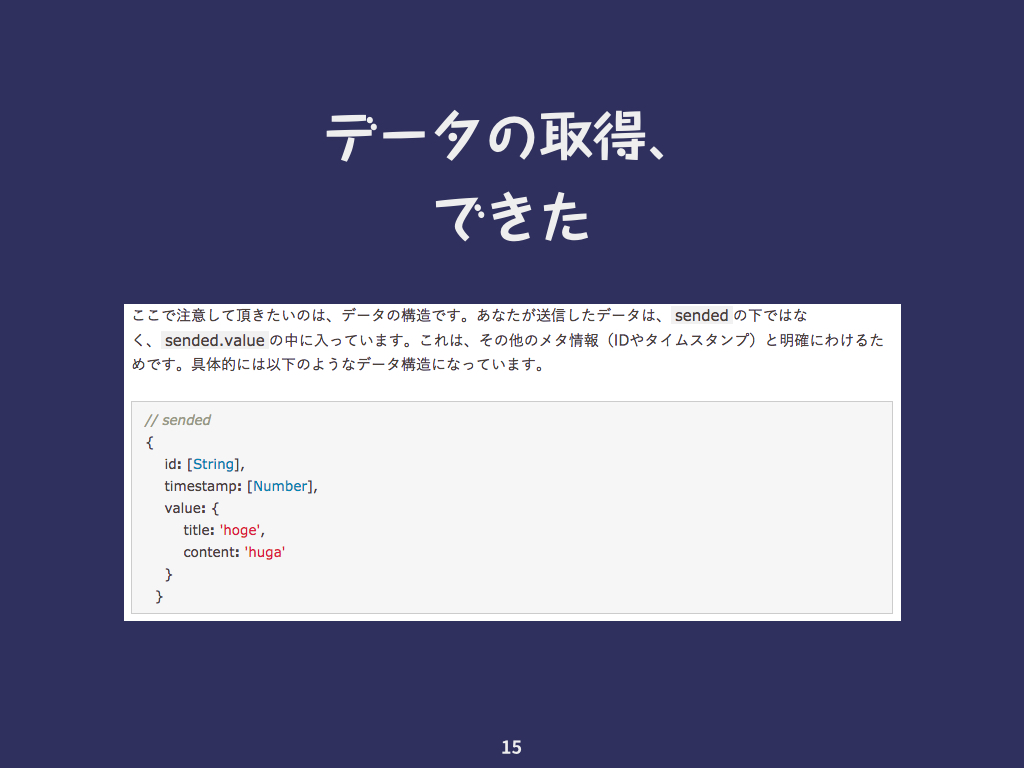 データの取得、
できた
ここで注意して頂きたいのは、データの構造です。あなたが送信したデータは、 sended の下ではな
く、 sended.value の中に入っています。これは、その他のメタ情報（IDやタイムスタンプ）と明確にわけるた
めです。具体的には以下のようなデータ構造になっています。
// sended
{
id: [String],
timestamp: [Number],
value: {
title: 'hoge',
content: 'huga'
}
}
15